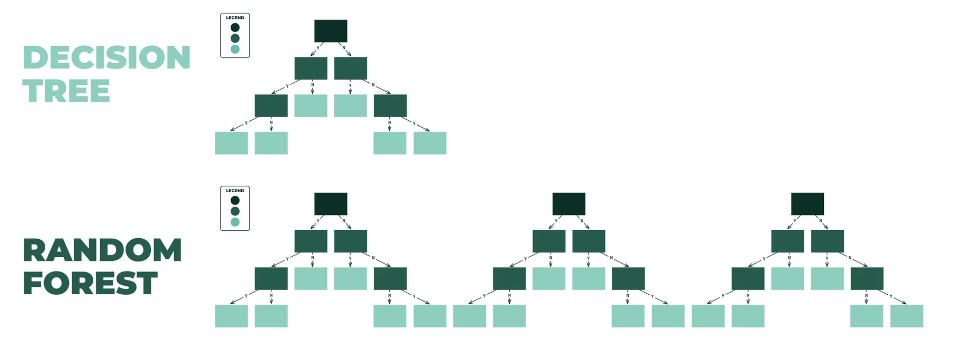 DECISION
TREE
LEGEND
RANDOM
FOREST
LEGEND